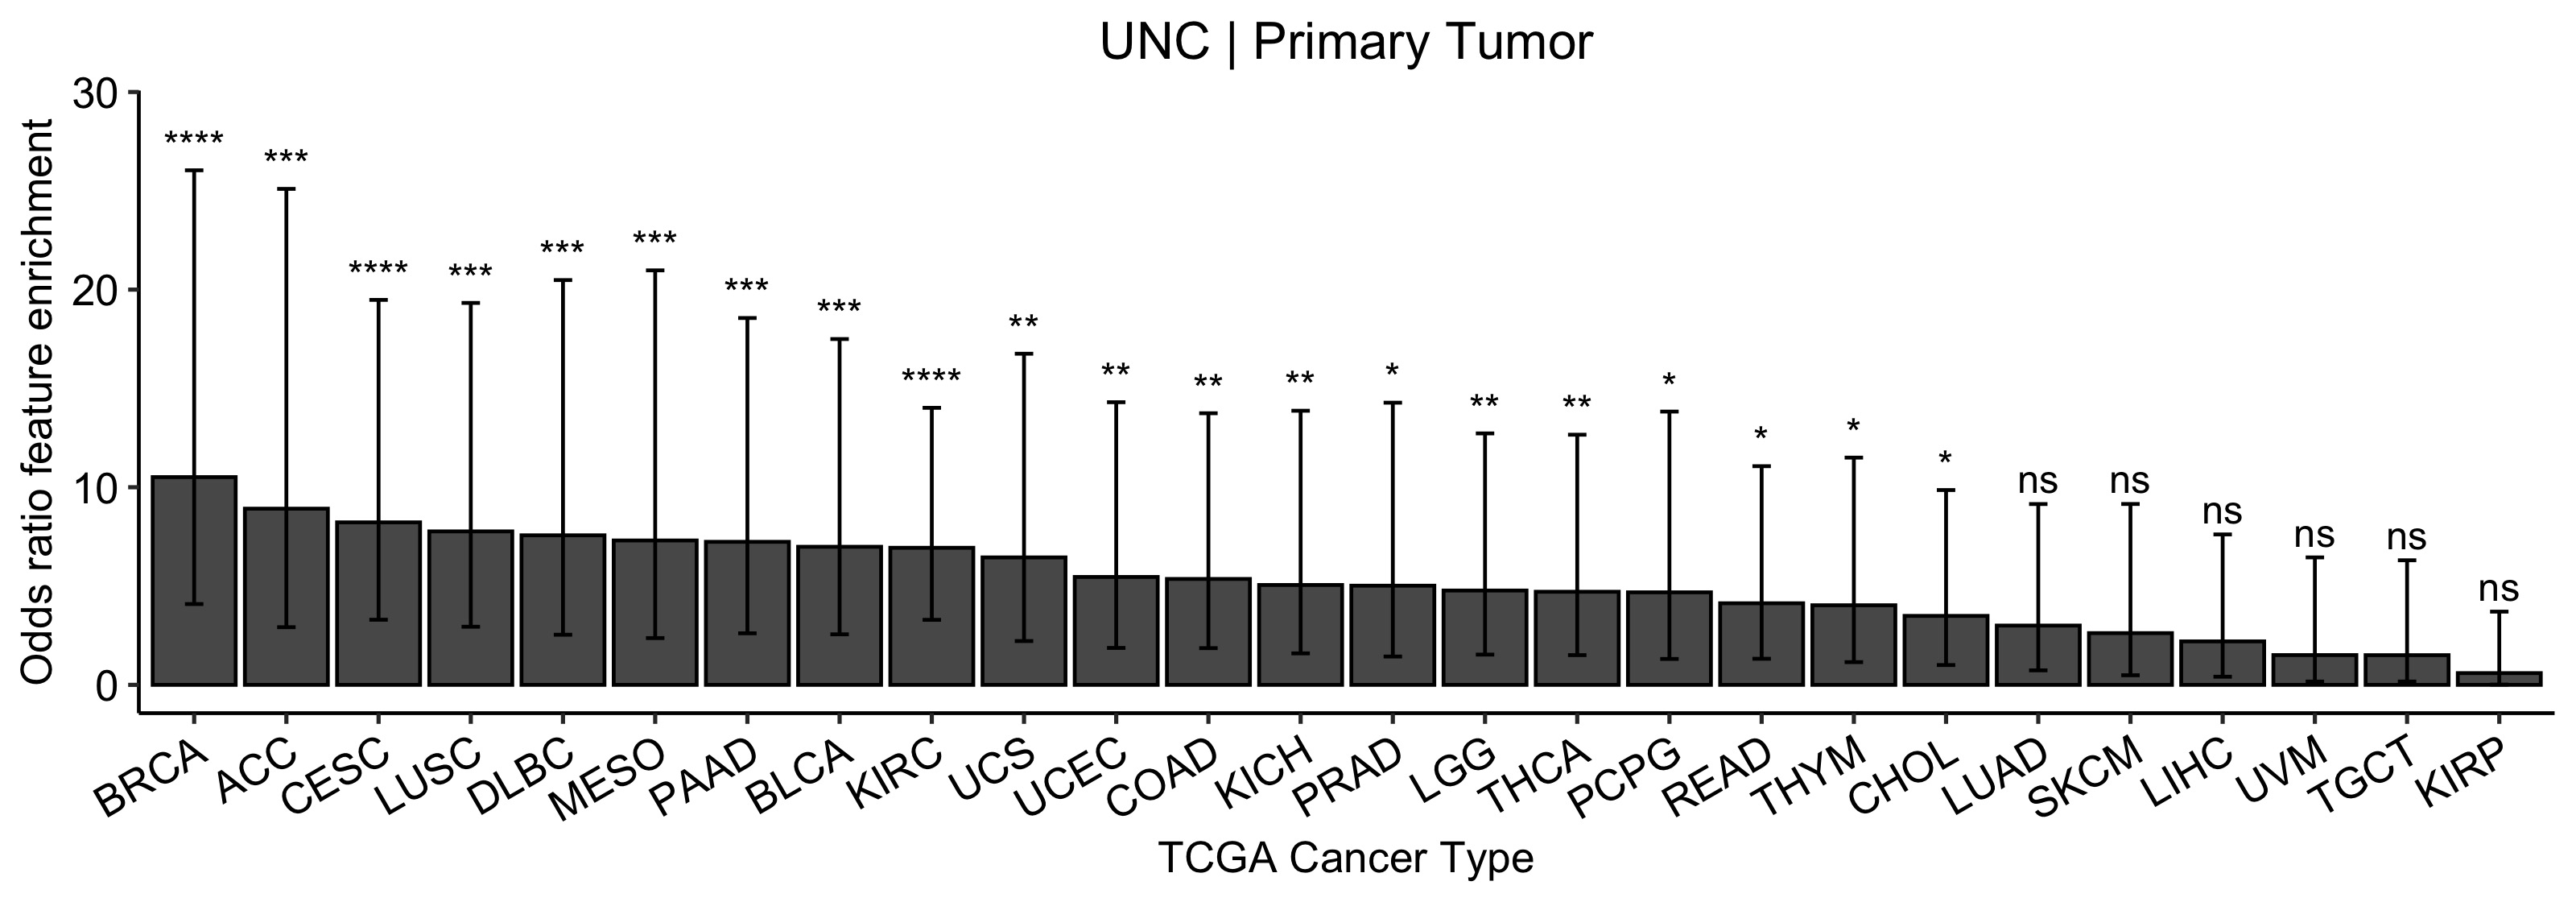 UNC | Primary Tumor
Odds ratio feature enrichment
30
20
10
0
****
***
****
***
***
***
***
***
****
**
**
**
**
*
**
**
*
*
*
*
ns
ns
ns
ns
ns
ns
BRCA
ACC
CESC
LUSC
DLBC
MESO
PAAD
BLCA
KIRC
UCS
UCEC
COAD
KICH
PRAD
LGG
THCA
PCPG
READ
THYM
CHOL
LUAD
SKCM
LIHC
UVM
TGCT
KIRP
TCGA Cancer Type